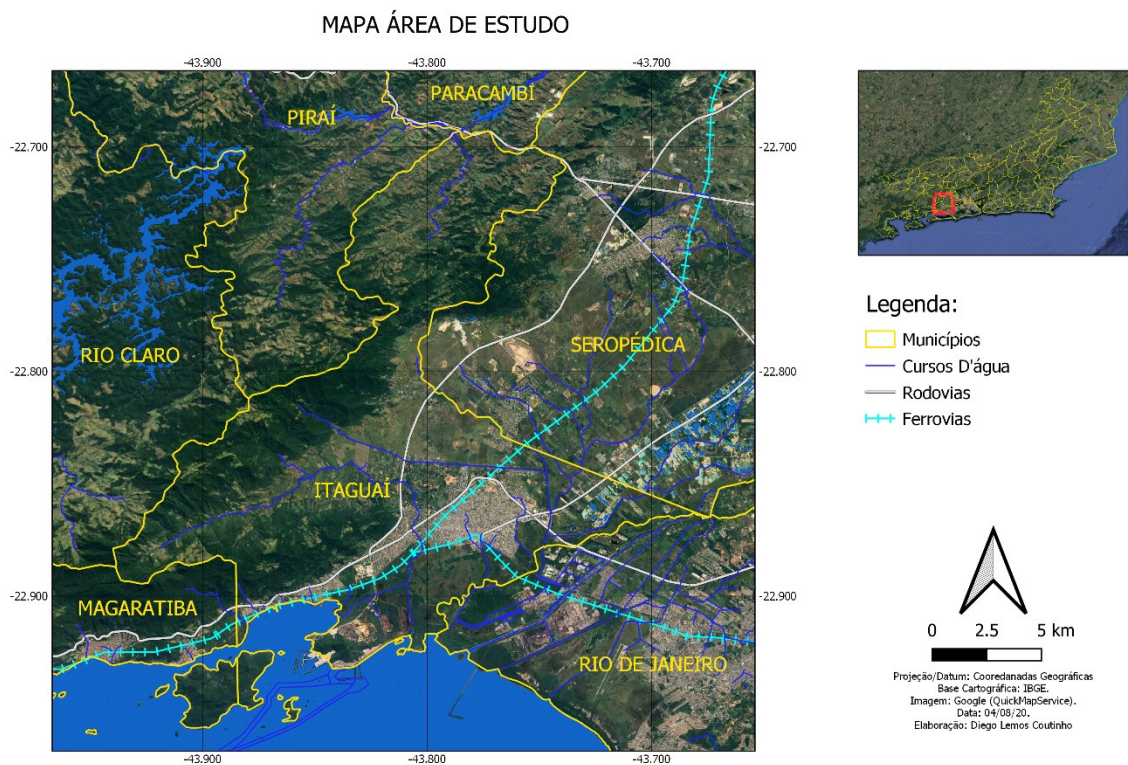 MAPA ÁREA DE ESTUDO
-43.900
-43.800
-43.700
PARACAMBÍ
PIRAÍ
-22.700
-22.700
RIO CLARO
SEROPÉDICA
-22.800
-22.800
ITAGUAÍ
-22.900
-22.900
MAGARATIBA
RIO DE JANEIRO
-43.900
-43.800
-43.700
Legenda:
Municípios
Cursos D'água
Rodovias
Ferrovias
0 2.5 5 km
Projeção/Datum: Cooredanadas Geográficas
Base Cartográfica: IBGE.
Imagem: Google (QuickMapService).
Data: 04/08/20.
Elaboração: Diego Lemos Coutinho